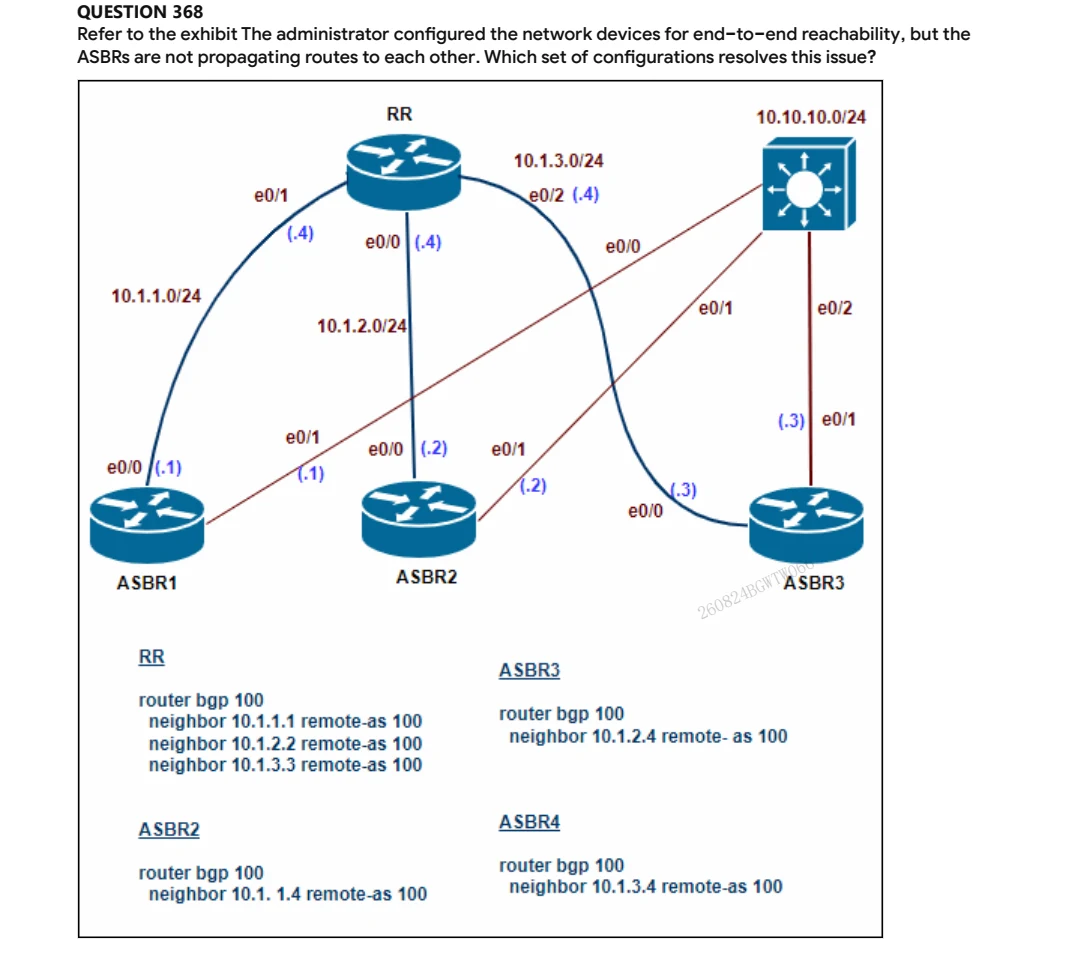 QUESTION 368
Refer to the exhibit The administrator configured the network devices for end-to-end reachability, but the
ASBRs are not propagating routes to each other. Which set of configurations resolves this issue?
RR
10.10.10.0/24
10.1.3.0/24
e0/1
e0/2 (.4)
(.4)
e0/0 (.4)
e0/0
10.1.1.0/24
e0/1
e0/2
10.1.2.0/24
(.3) e0/1
e0/1
e0/0 (.2)
e0/1
e0/0 (.1)
(.1)
(.2)
(.3)
e0/0
ASBR1
ASBR2
ASBR3
RR
router bgp 100
neighbor 10.1.1.1 remote-as 100
neighbor 10.1.2.2 remote-as 100
neighbor 10.1.3.3 remote-as 100
ASBR3
router bgp 100
neighbor 10.1.2.4 remote- as 100
ASBR2
router bgp 100
neighbor 10.1. 1.4 remote-as 100
ASBR4
router bgp 100
neighbor 10.1.3.4 remote-as 100